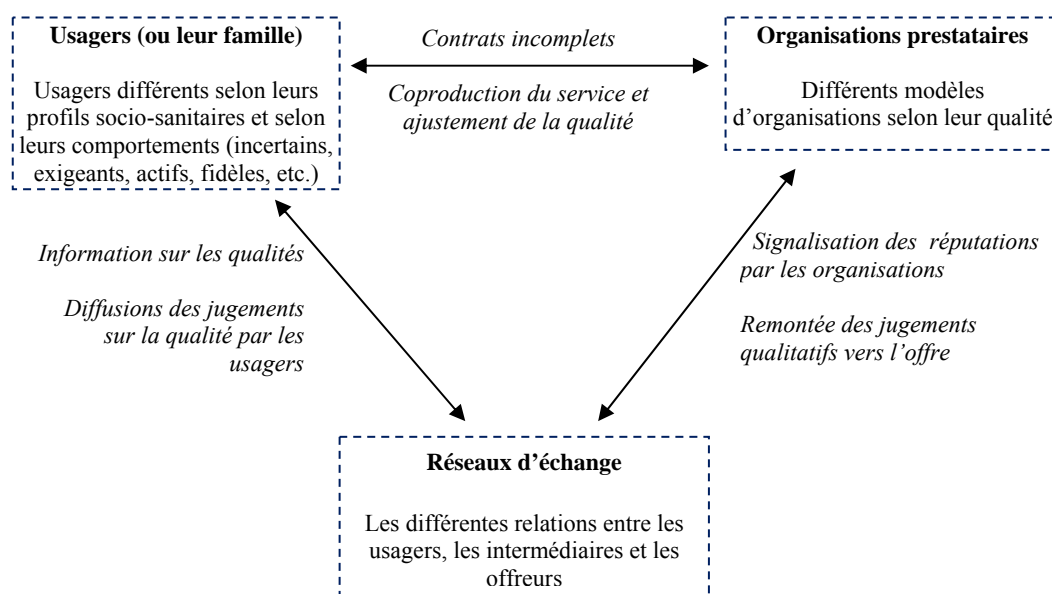 Usagers (ou leur famille)
Usagers différents selon leurs
profils socio-sanitaires et selon
leurs comportements (incertains,
exigeants, actifs, fidèles, etc.)
Contrats incomplets
Coproduction du service et
ajustement de la qualité
Organisations prestataires
Différents modèles
d’organisations selon leur qualité
Information sur les qualités
Diffusions des jugements
sur la qualité par les
usagers
Signalisation des réputations
par les organisations
Remontée des jugements
qualitatifs vers l’offre
Réseaux d’échange
Les différentes relations entre les
usagers, les intermédiaires et les
offreurs